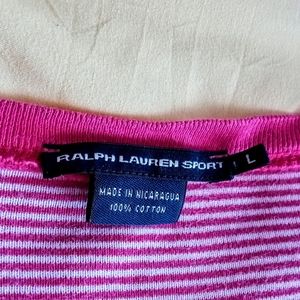 RALPH LAUREN SPORT
L
MADE IN NICARAGUA
100% COTTON